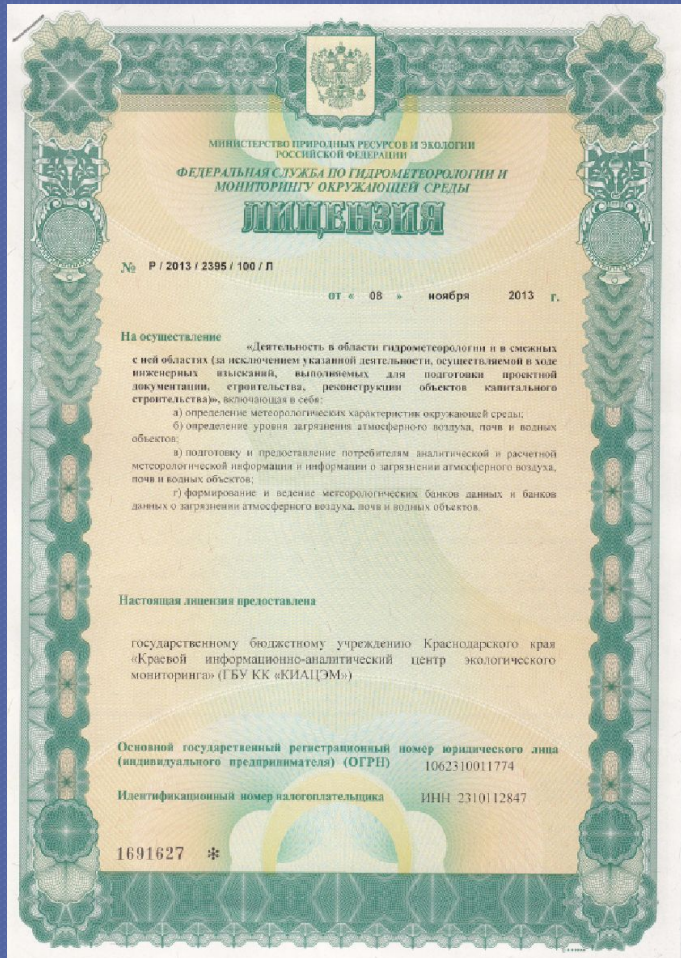 МИНИСТЕРСТВО ПРИРОДНЫХ РЕСУРСОВ И ЭКОЛОГИИ
РОССИЙСКОЙ ФЕДЕРАЦИИ
ФЕДЕРАЛЬНАЯ СЛУЖБА ПО ГИДРОМЕТЕОРОЛОГИИ И
МОНИТОРИНГУ ОКРУЖАЮЩЕЙ СРЕДЫ
ЛИЦЕНЗИЯ
№ Р / 2013 / 2395 / 100 / Л
от « 08 » ноября 2013 г.
На осуществление
«Деятельность в области гидрометеорологии и в смежных
с ней областях (за исключением указанной деятельности, осуществляемой в ходе
инженерных изысканий, выполняемых для подготовки проектной
документации, строительства, реконструкции объектов капитального
строительства)», включающая в себя:
а) определение метеорологических характеристик окружающей среды;
б) определение уровня загрязнения атмосферного воздуха, почв и водных
объектов;
в) подготовку и предоставление потребителям аналитической и расчетной
метеорологической информации и информации о загрязнении атмосферного воздуха,
почв и водных объектов;
г) формирование и ведение метеорологических банков данных и банков
данных о загрязнении атмосферного воздуха, почв и водных объектов.
Настоящая лицензия предоставлена
государственному бюджетному учреждению Краснодарского края
«Краевой информационно-аналитический центр экологического
мониторинга» (ГБУ КК «КИАЦЭМ»)
Основной государственный регистрационный номер юридического лица
(индивидуального предпринимателя) (ОГРН) 1062310011774
Идентификационный номер налогоплательщика ИНН 2310112847
1691627 *